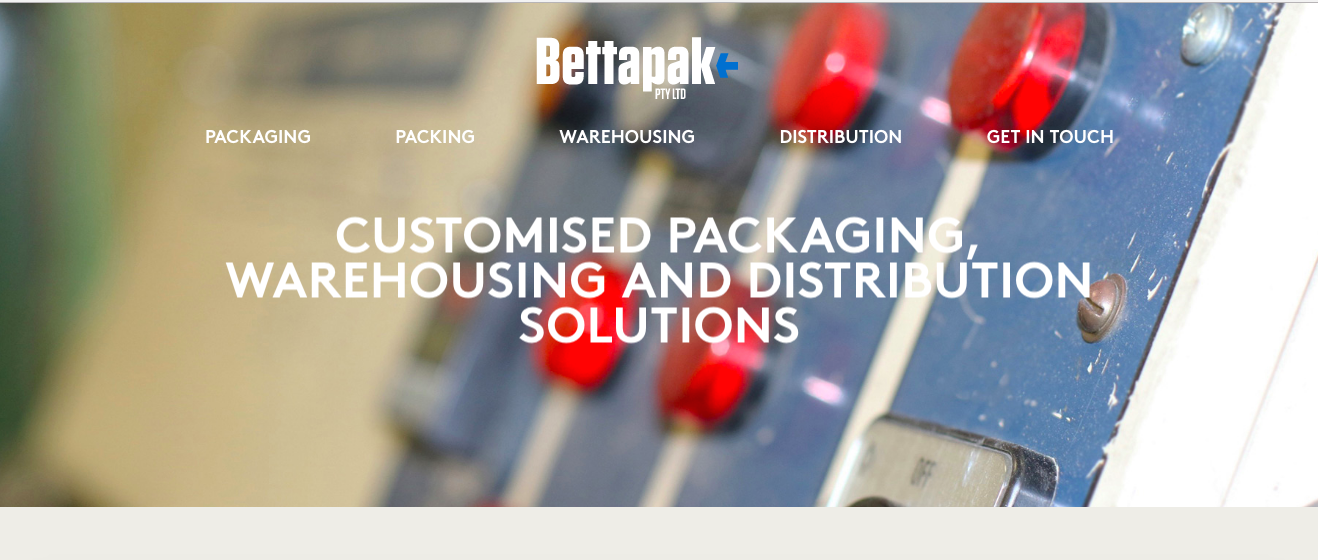 Bettapak
PTY LTD
PACKAGING PACKING WAREHOUSING DISTRIBUTION GET IN TOUCH
CUSTOMISED PACKAGING,
WAREHOUSING AND DISTRIBUTION
SOLUTIONS
OFF